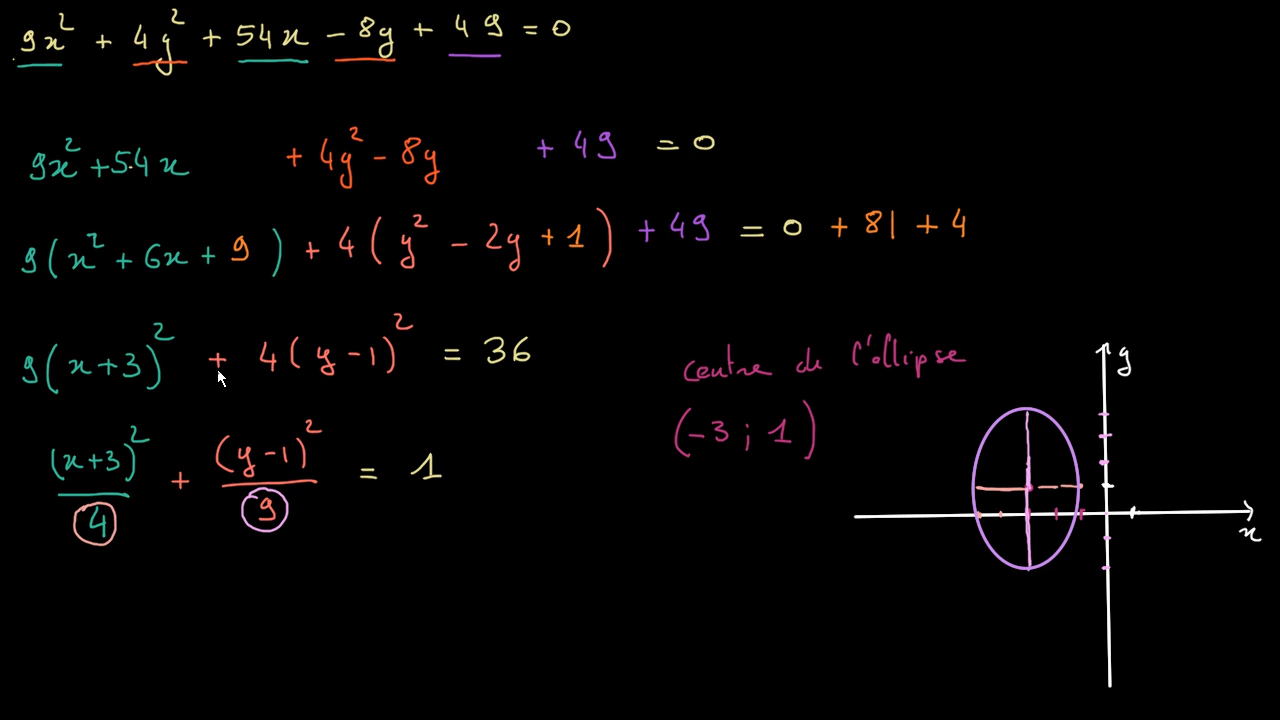 9x² + 4y² + 54x − 8y + 49 = 0
9x² + 54x + 4y² − 8y + 49 = 0
9(x² + 6x + 9) + 4(y² − 2y + 1) + 49 = 0 + 81 + 4
9(x+3)² + 4(y−1)² = 36
(x+3)²/4 + (y−1)²/9 = 1
centre de l'ellipse
(−3 ; 1)
y
x